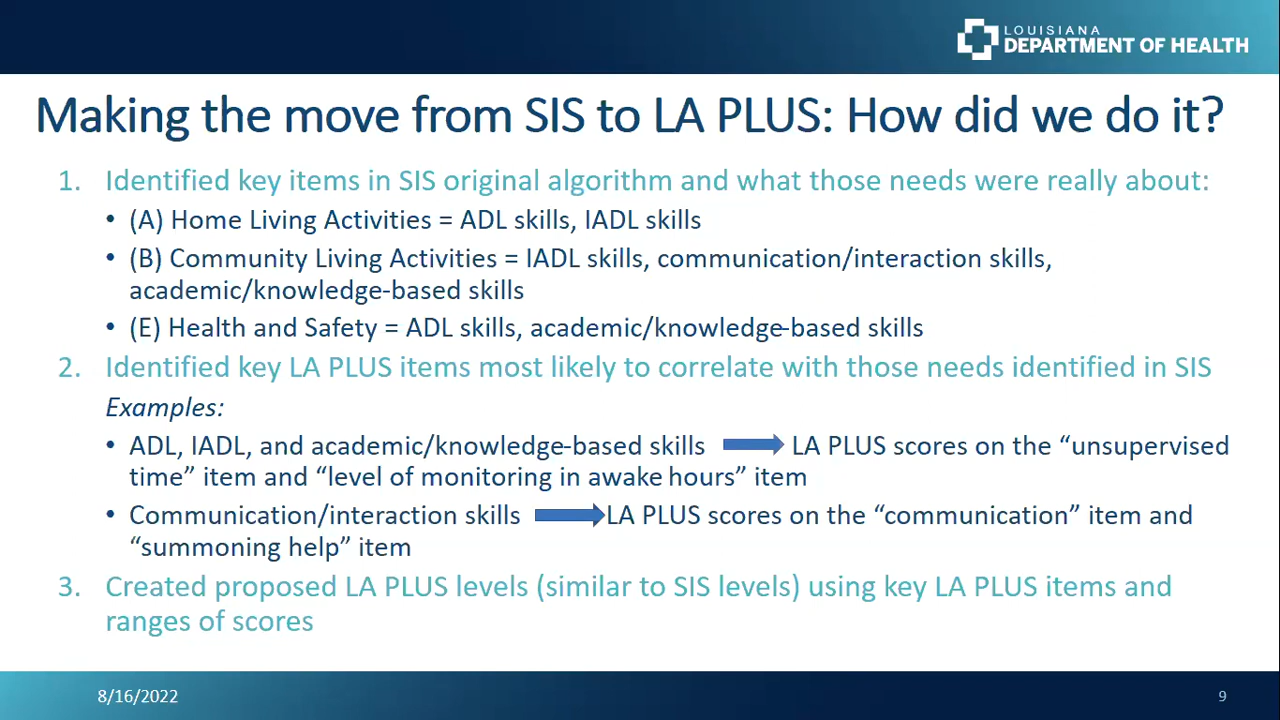 LOUISIANA
DEPARTMENT OF HEALTH
Making the move from SIS to LA PLUS: How did we do it?
1. Identified key items in SIS original algorithm and what those needs were really about:
• (A) Home Living Activities = ADL skills, IADL skills
• (B) Community Living Activities = IADL skills, communication/interaction skills,
academic/knowledge-based skills
• (E) Health and Safety = ADL skills, academic/knowledge-based skills
2. Identified key LA PLUS items most likely to correlate with those needs identified in SIS
Examples:
• ADL, IADL, and academic/knowledge-based skills LA PLUS scores on the “unsupervised
time” item and “level of monitoring in awake hours” item
• Communication/interaction skills LA PLUS scores on the “communication” item and
“summoning help” item
3. Created proposed LA PLUS levels (similar to SIS levels) using key LA PLUS items and
ranges of scores
8/16/2022
9